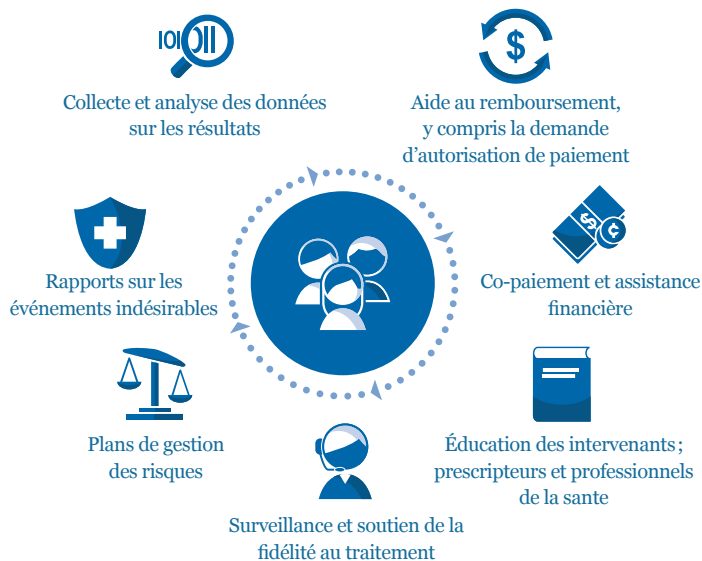 IOI
Collecte et analyse des données
sur les résultats
$
Aide au remboursement,
y compris la demande
d’autorisation de paiement
$ ¢
Co-paiement et assistance
financière
Éducation des intervenants ;
prescripteurs et professionnels
de la sante
Surveillance et soutien de la
fidélité au traitement
Plans de gestion
des risques
Rapports sur les
événements indésirables